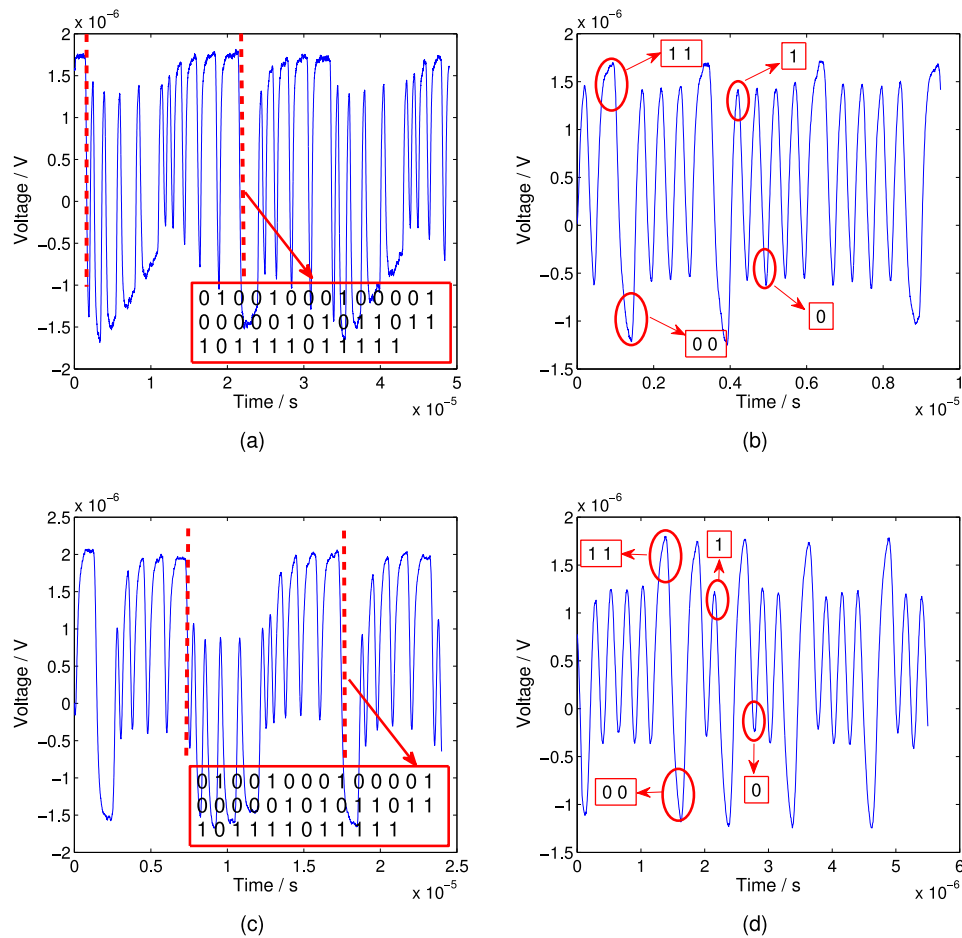 x 10⁻⁶
2
1.5
1
0.5
0
−0.5
−1
−1.5
−2
Voltage / V
0 1 0 0 1 0 0 0 1 0 0 0 0 1
0 0 0 0 0 1 0 1 0 1 1 0 1 1
1 0 1 1 1 1 0 1 1 1 1 1
0 1 2 3 4 5
Time / s
x 10⁻⁵
(a)
2
1.5
1
0.5
0
−0.5
−1
−1.5
Voltage / V
1 1
1
0
0 0
0 0.2 0.4 0.6 0.8 1
Time / s
x 10⁻⁵
(b)
x 10⁻⁶
2.5
2
1.5
1
0.5
0
−0.5
−1
−1.5
−2
Voltage / V
0 1 0 0 1 0 0 0 1 0 0 0 0 1
0 0 0 0 0 1 0 1 0 1 1 0 1 1
1 0 1 1 1 1 0 1 1 1 1 1
0 0.5 1 1.5 2 2.5
Time / s
x 10⁻⁵
(c)
x 10⁻⁶
2
1.5
1
0.5
0
−0.5
−1
−1.5
Voltage / V
1 1
1
0 0
0
0 1 2 3 4 5 6
Time / s
x 10⁻⁶
(d)